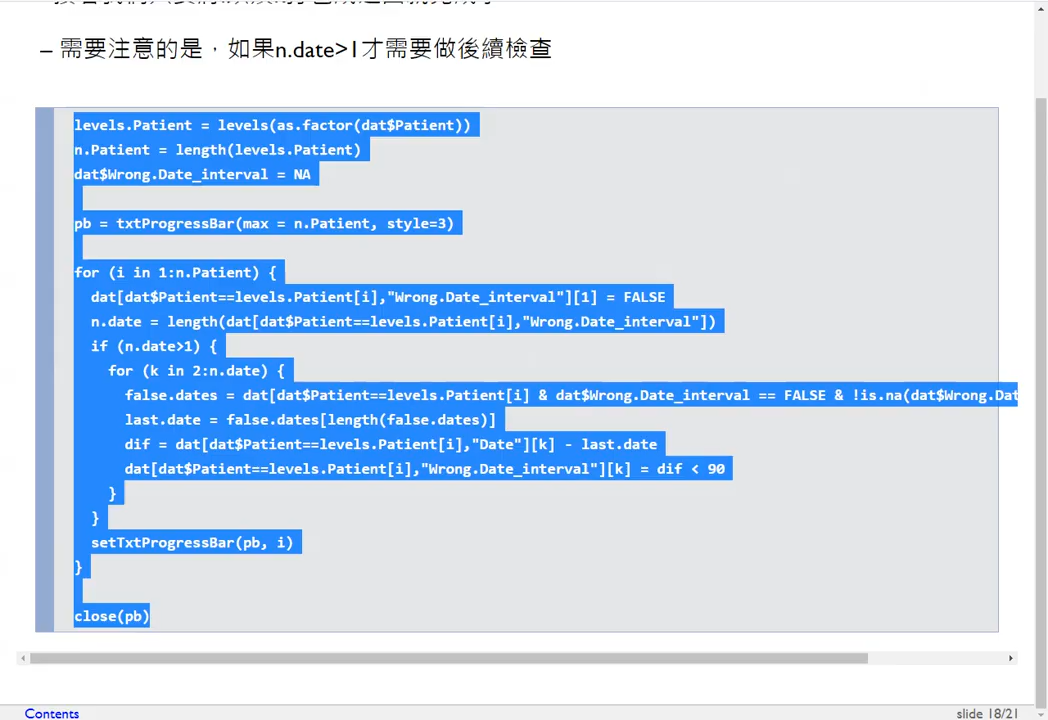 – 需要注意的是，如果n.date>1才需要做後續檢查
levels.Patient = levels(as.factor(dat$Patient))
n.Patient = length(levels.Patient)
dat$Wrong.Date_interval = NA
pb = txtProgressBar(max = n.Patient, style=3)
for (i in 1:n.Patient) {
dat[dat$Patient==levels.Patient[i],"Wrong.Date_interval"][1] = FALSE
n.date = length(dat[dat$Patient==levels.Patient[i],"Wrong.Date_interval"])
if (n.date>1) {
for (k in 2:n.date) {
false.dates = dat[dat$Patient==levels.Patient[i] & dat$Wrong.Date_interval == FALSE & !is.na(dat$Wrong.Dat
last.date = false.dates[length(false.dates)]
dif = dat[dat$Patient==levels.Patient[i],"Date"][k] - last.date
dat[dat$Patient==levels.Patient[i],"Wrong.Date_interval"][k] = dif < 90
}
}
setTxtProgressBar(pb, i)
}
close(pb)
Contents
slide 18/21